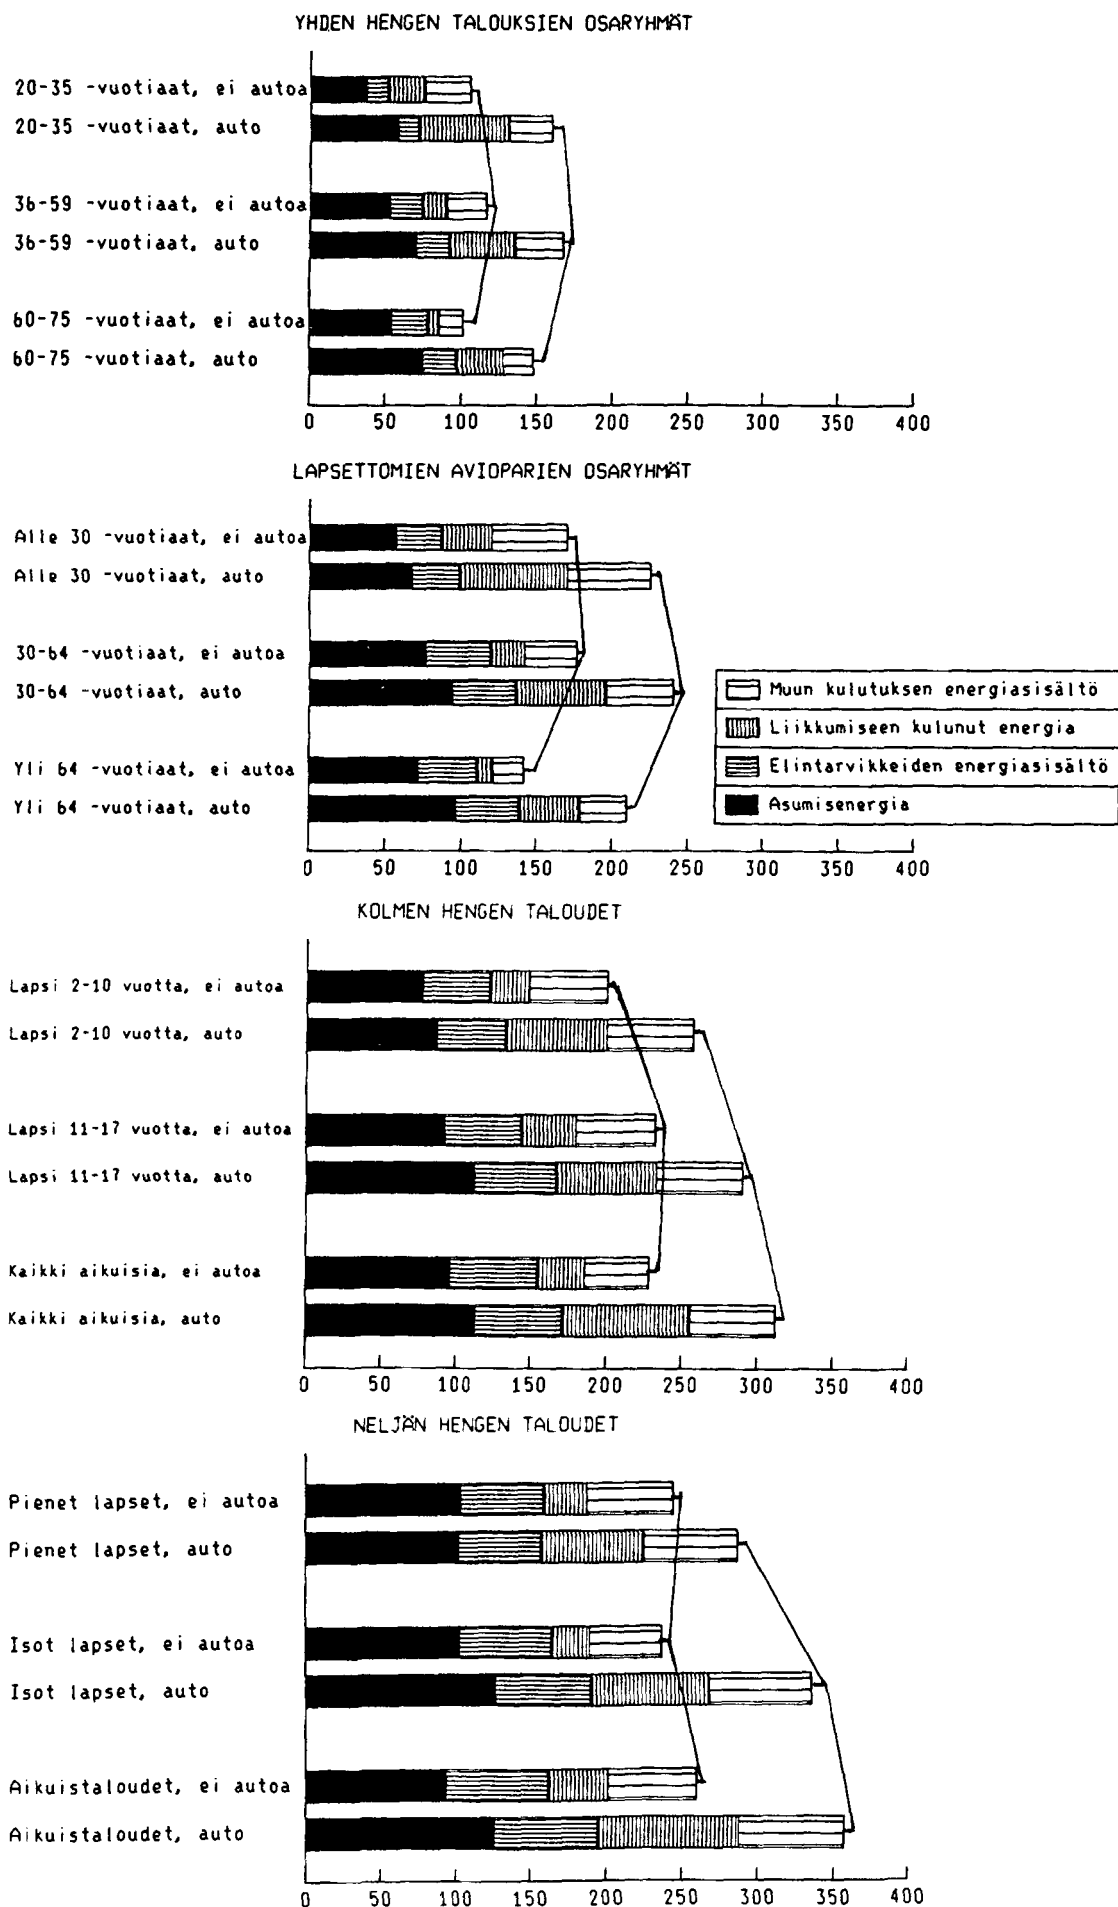 YHDEN HENGEN TALOUKSIEN OSARYHMÄT
20-35 -vuotiaat, ei autoa
20-35 -vuotiaat, auto
36-59 -vuotiaat, ei autoa
36-59 -vuotiaat, auto
60-75 -vuotiaat, ei autoa
60-75 -vuotiaat, auto
0 50 100 150 200 250 300 350 400
LAPSETTOMIEN AVIOPARIEN OSARYHMÄT
Alle 30 -vuotiaat, ei autoa
Alle 30 -vuotiaat, auto
30-64 -vuotiaat, ei autoa
30-64 -vuotiaat, auto
Yli 64 -vuotiaat, ei autoa
Yli 64 -vuotiaat, auto
Muun kulutuksen energiasisältö
Liikkumiseen kulunut energia
Elintarvikkeiden energiasisältö
Asumisenergia
0 50 100 150 200 250 300 350 400
KOLMEN HENGEN TALOUDET
Lapsi 2-10 vuotta, ei autoa
Lapsi 2-10 vuotta, auto
Lapsi 11-17 vuotta, ei autoa
Lapsi 11-17 vuotta, auto
Kaikki aikuisia, ei autoa
Kaikki aikuisia, auto
0 50 100 150 200 250 300 350 400
NELJÄN HENGEN TALOUDET
Pienet lapset, ei autoa
Pienet lapset, auto
Isot lapset, ei autoa
Isot lapset, auto
Aikuistaloudet, ei autoa
Aikuistaloudet, auto
0 50 100 150 200 250 300 350 400